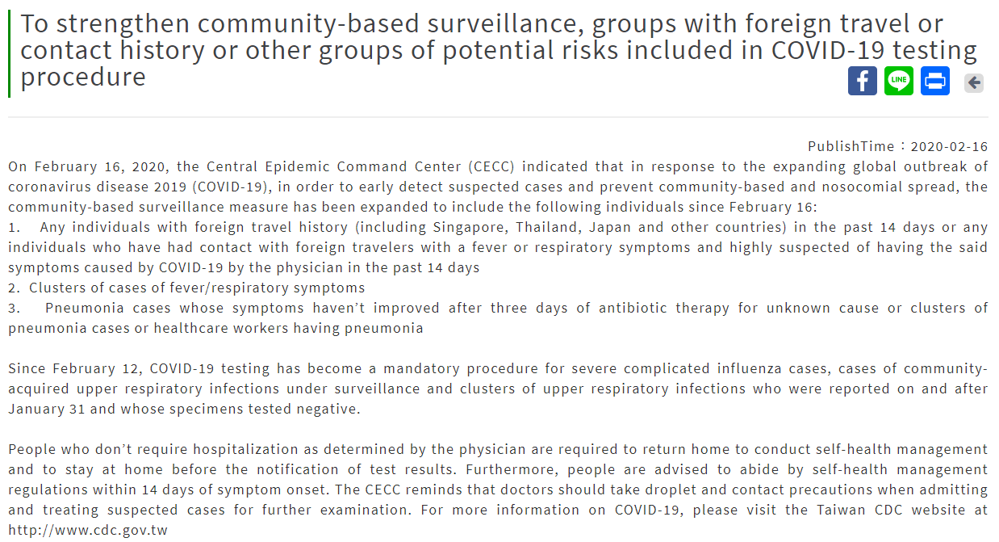 To strengthen community-based surveillance, groups with foreign travel or
contact history or other groups of potential risks included in COVID-19 testing
procedure
f
LINE
PublishTime：2020-02-16
On February 16, 2020, the Central Epidemic Command Center (CECC) indicated that in response to the expanding global outbreak of
coronavirus disease 2019 (COVID-19), in order to early detect suspected cases and prevent community-based and nosocomial spread, the
community-based surveillance measure has been expanded to include the following individuals since February 16:
1. Any individuals with foreign travel history (including Singapore, Thailand, Japan and other countries) in the past 14 days or any
individuals who have had contact with foreign travelers with a fever or respiratory symptoms and highly suspected of having the said
symptoms caused by COVID-19 by the physician in the past 14 days
2. Clusters of cases of fever/respiratory symptoms
3. Pneumonia cases whose symptoms haven’t improved after three days of antibiotic therapy for unknown cause or clusters of
pneumonia cases or healthcare workers having pneumonia
Since February 12, COVID-19 testing has become a mandatory procedure for severe complicated influenza cases, cases of community-
acquired upper respiratory infections under surveillance and clusters of upper respiratory infections who were reported on and after
January 31 and whose specimens tested negative.
People who don’t require hospitalization as determined by the physician are required to return home to conduct self-health management
and to stay at home before the notification of test results. Furthermore, people are advised to abide by self-health management
regulations within 14 days of symptom onset. The CECC reminds that doctors should take droplet and contact precautions when admitting
and treating suspected cases for further examination. For more information on COVID-19, please visit the Taiwan CDC website at
http://www.cdc.gov.tw